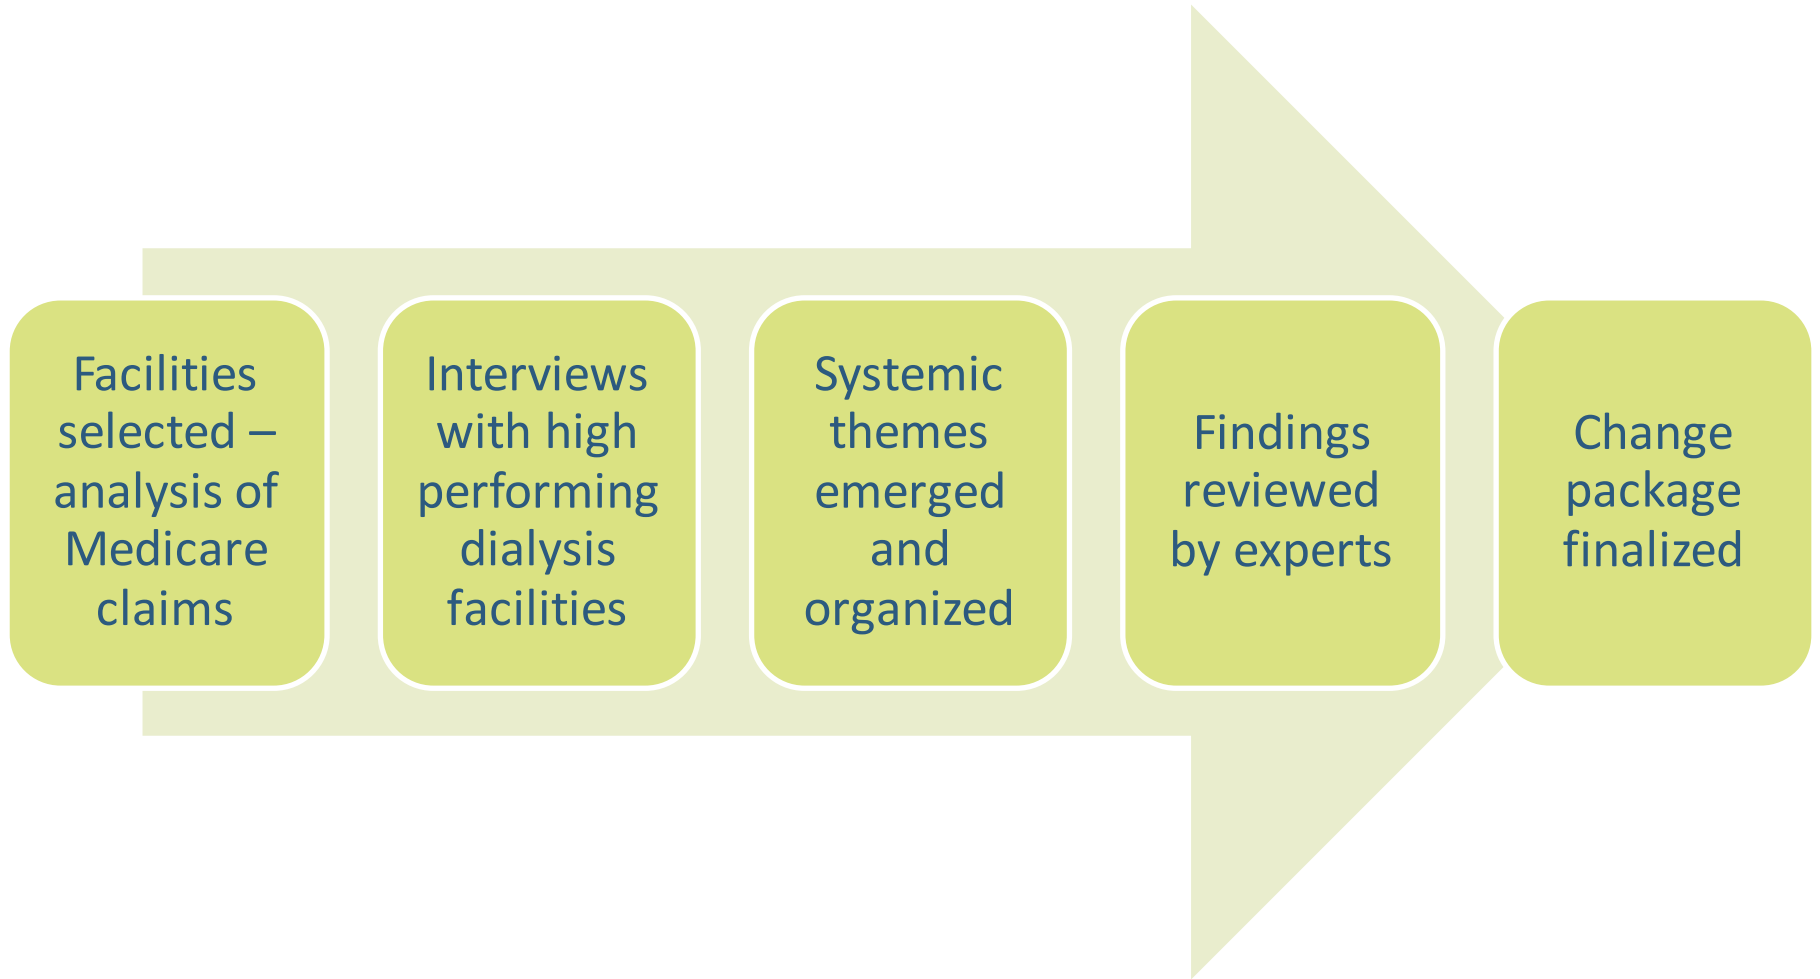 Facilities
selected –
analysis of
Medicare
claims
Interviews
with high
performing
dialysis
facilities
Systemic
themes
emerged
and
organized
Findings
reviewed
by experts
Change
package
finalized